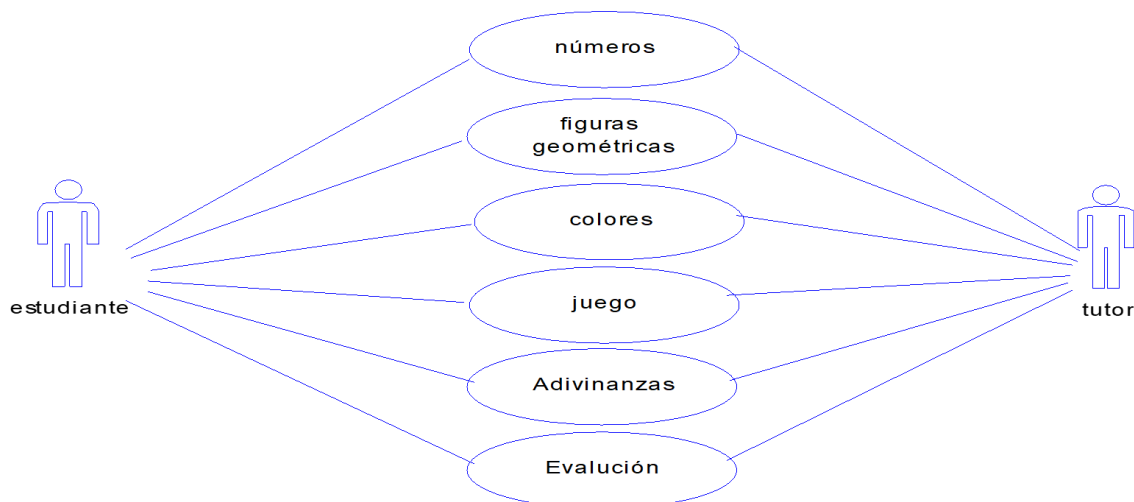 números
figuras
geométricas
colores
juego
estudiante
tutor
Adivinanzas
Evalución